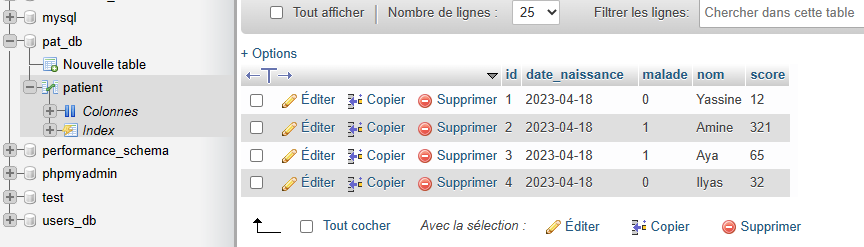 mysql
pat_db
Nouvelle table
patient
Colonnes
Index
performance_schema
phpmyadmin
test
users_db
Tout afficher Nombre de lignes : 25 Filtrer les lignes: Chercher dans cette table
+ Options
←T→ id date_naissance malade nom score
Éditer Copier Supprimer 1 2023-04-18 0 Yassine 12
Éditer Copier Supprimer 2 2023-04-18 1 Amine 321
Éditer Copier Supprimer 3 2023-04-18 1 Aya 65
Éditer Copier Supprimer 4 2023-04-18 0 Ilyas 32
Tout cocher Avec la sélection : Éditer Copier Supprimer